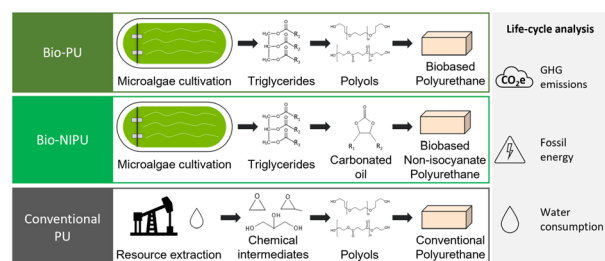 Bio-PU
Microalgae cultivation
Triglycerides
Polyols
Biobased
Polyurethane
Bio-NIPU
Microalgae cultivation
Triglycerides
Carbonated
oil
Biobased
Non-isocyanate
Polyurethane
Conventional
PU
Resource extraction
Chemical
intermediates
Polyols
Conventional
Polyurethane
Life-cycle analysis
CO₂e
GHG
emissions
Fossil
energy
Water
consumption